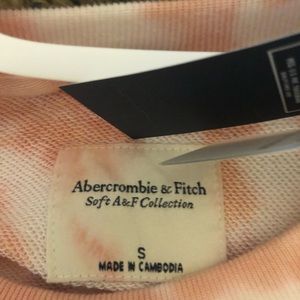 Abercrombie & Fitch
Soft A&F Collection
S
MADE IN CAMBODIA